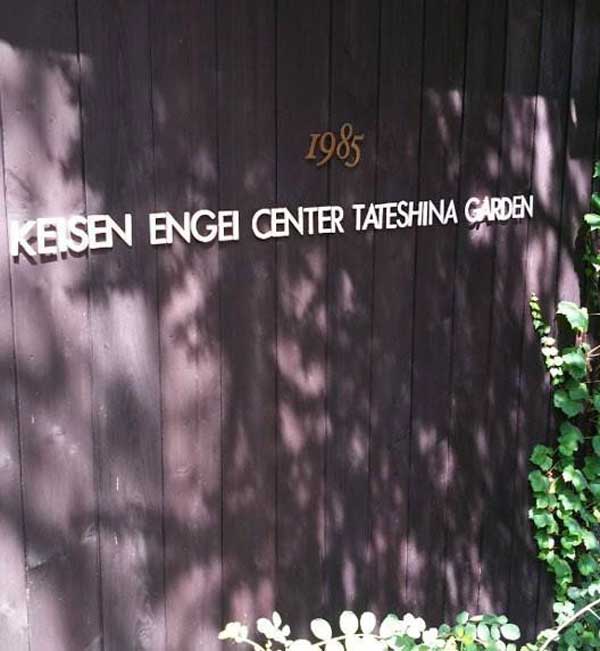 1985
KEISEN ENGEI CENTER TATESHINA GARDEN